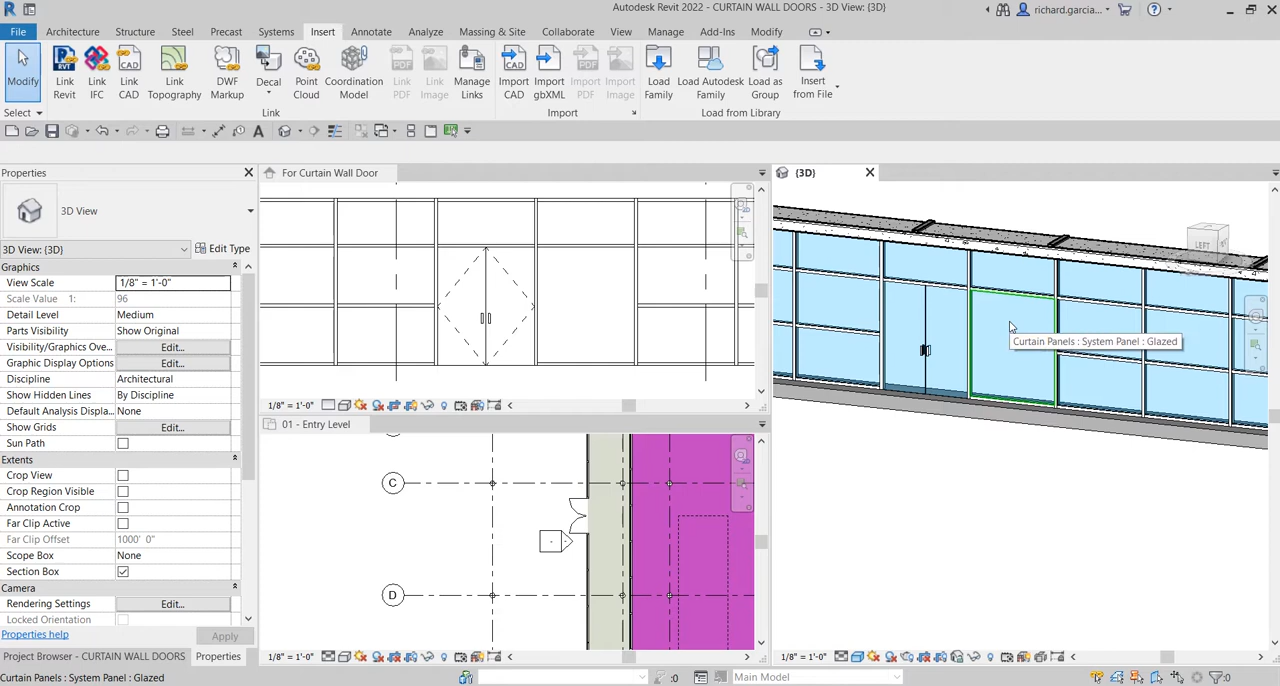 Autodesk Revit 2022 - CURTAIN WALL DOORS - 3D View: {3D}
richard.garcia...
File Architecture Structure Steel Precast Systems Insert Annotate Analyze Massing & Site Collaborate View Manage Add-Ins Modify
Modify
Link Revit
Link IFC
Link CAD
Link Topography
DWF Markup
Decal
Point Cloud
Coordination Model
Link PDF
Link Image
Manage Links
Import CAD
Import gbXML
Import PDF
Import Image
Load Family
Load Autodesk Family
Load as Group
Insert from File
Select
Link
Import
Load from Library
Properties
3D View
3D View: {3D}
Edit Type
Graphics
View Scale 1/8" = 1'-0"
Scale Value 1: 96
Detail Level Medium
Parts Visibility Show Original
Visibility/Graphics Ove... Edit...
Graphic Display Options Edit...
Discipline Architectural
Show Hidden Lines By Discipline
Default Analysis Displa... None
Show Grids Edit...
Sun Path
Extents
Crop View
Crop Region Visible
Annotation Crop
Far Clip Active
Far Clip Offset 1000' 0"
Scope Box None
Section Box
Camera
Rendering Settings Edit...
Locked Orientation
Properties help
Apply
Project Browser - CURTAIN WALL DOORS
Properties
Curtain Panels : System Panel : Glazed
For Curtain Wall Door
1/8" = 1'-0"
01 - Entry Level
C
D
1/8" = 1'-0"
{3D}
LEFT
Curtain Panels : System Panel : Glazed
1/8" = 1'-0"
:0
Main Model
:0